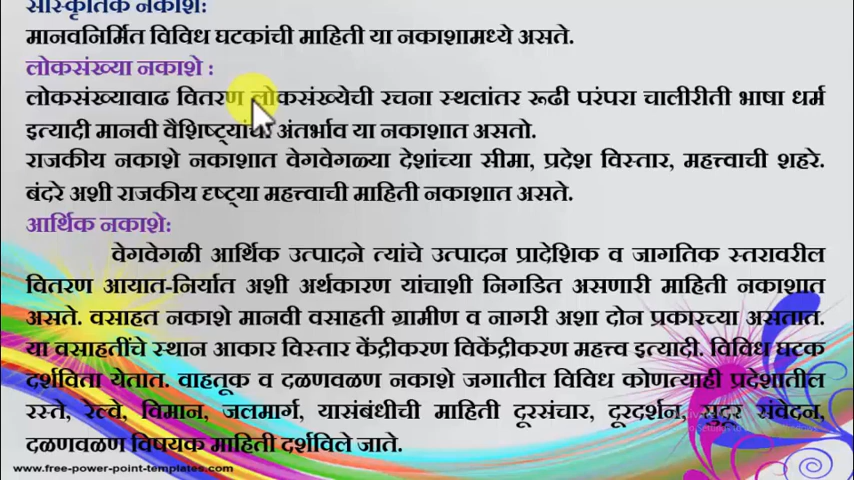 सांस्कृतिक नकाशे:
मानवनिर्मित विविध घटकांची माहिती या नकाशामध्ये असते.
लोकसंख्या नकाशे :
लोकसंख्यावाढ वितरण लोकसंख्येची रचना स्थलांतर रूढी परंपरा चालीरीती भाषा धर्म
इत्यादी मानवी वैशिष्ट्यांचा अंतर्भाव या नकाशात असतो.
राजकीय नकाशे नकाशात वेगवेगळ्या देशांच्या सीमा, प्रदेश विस्तार, महत्त्वाची शहरे.
बंदरे अशी राजकीय दृष्ट्या महत्त्वाची माहिती नकाशात असते.
आर्थिक नकाशे:
वेगवेगळी आर्थिक उत्पादने त्यांचे उत्पादन प्रादेशिक व जागतिक स्तरावरील
वितरण आयात-निर्यात अशी अर्थकारण यांचाशी निगडित असणारी माहिती नकाशात
असते. वसाहत नकाशे मानवी वसाहती ग्रामीण व नागरी अशा दोन प्रकारच्या असतात.
या वसाहतींचे स्थान आकार विस्तार केंद्रीकरण विकेंद्रीकरण महत्त्व इत्यादी. विविध घटक
दर्शविता येतात. वाहतूक व दळणवळण नकाशे जगातील विविध कोणत्याही प्रदेशातील
रस्ते, रेल्वे, विमान, जलमार्ग, यासंबंधीची माहिती दूरसंचार, दूरदर्शन, सुदूर संवेदन,
दळणवळण विषयक माहिती दर्शविले जाते.
www.free-power-point-templates.com